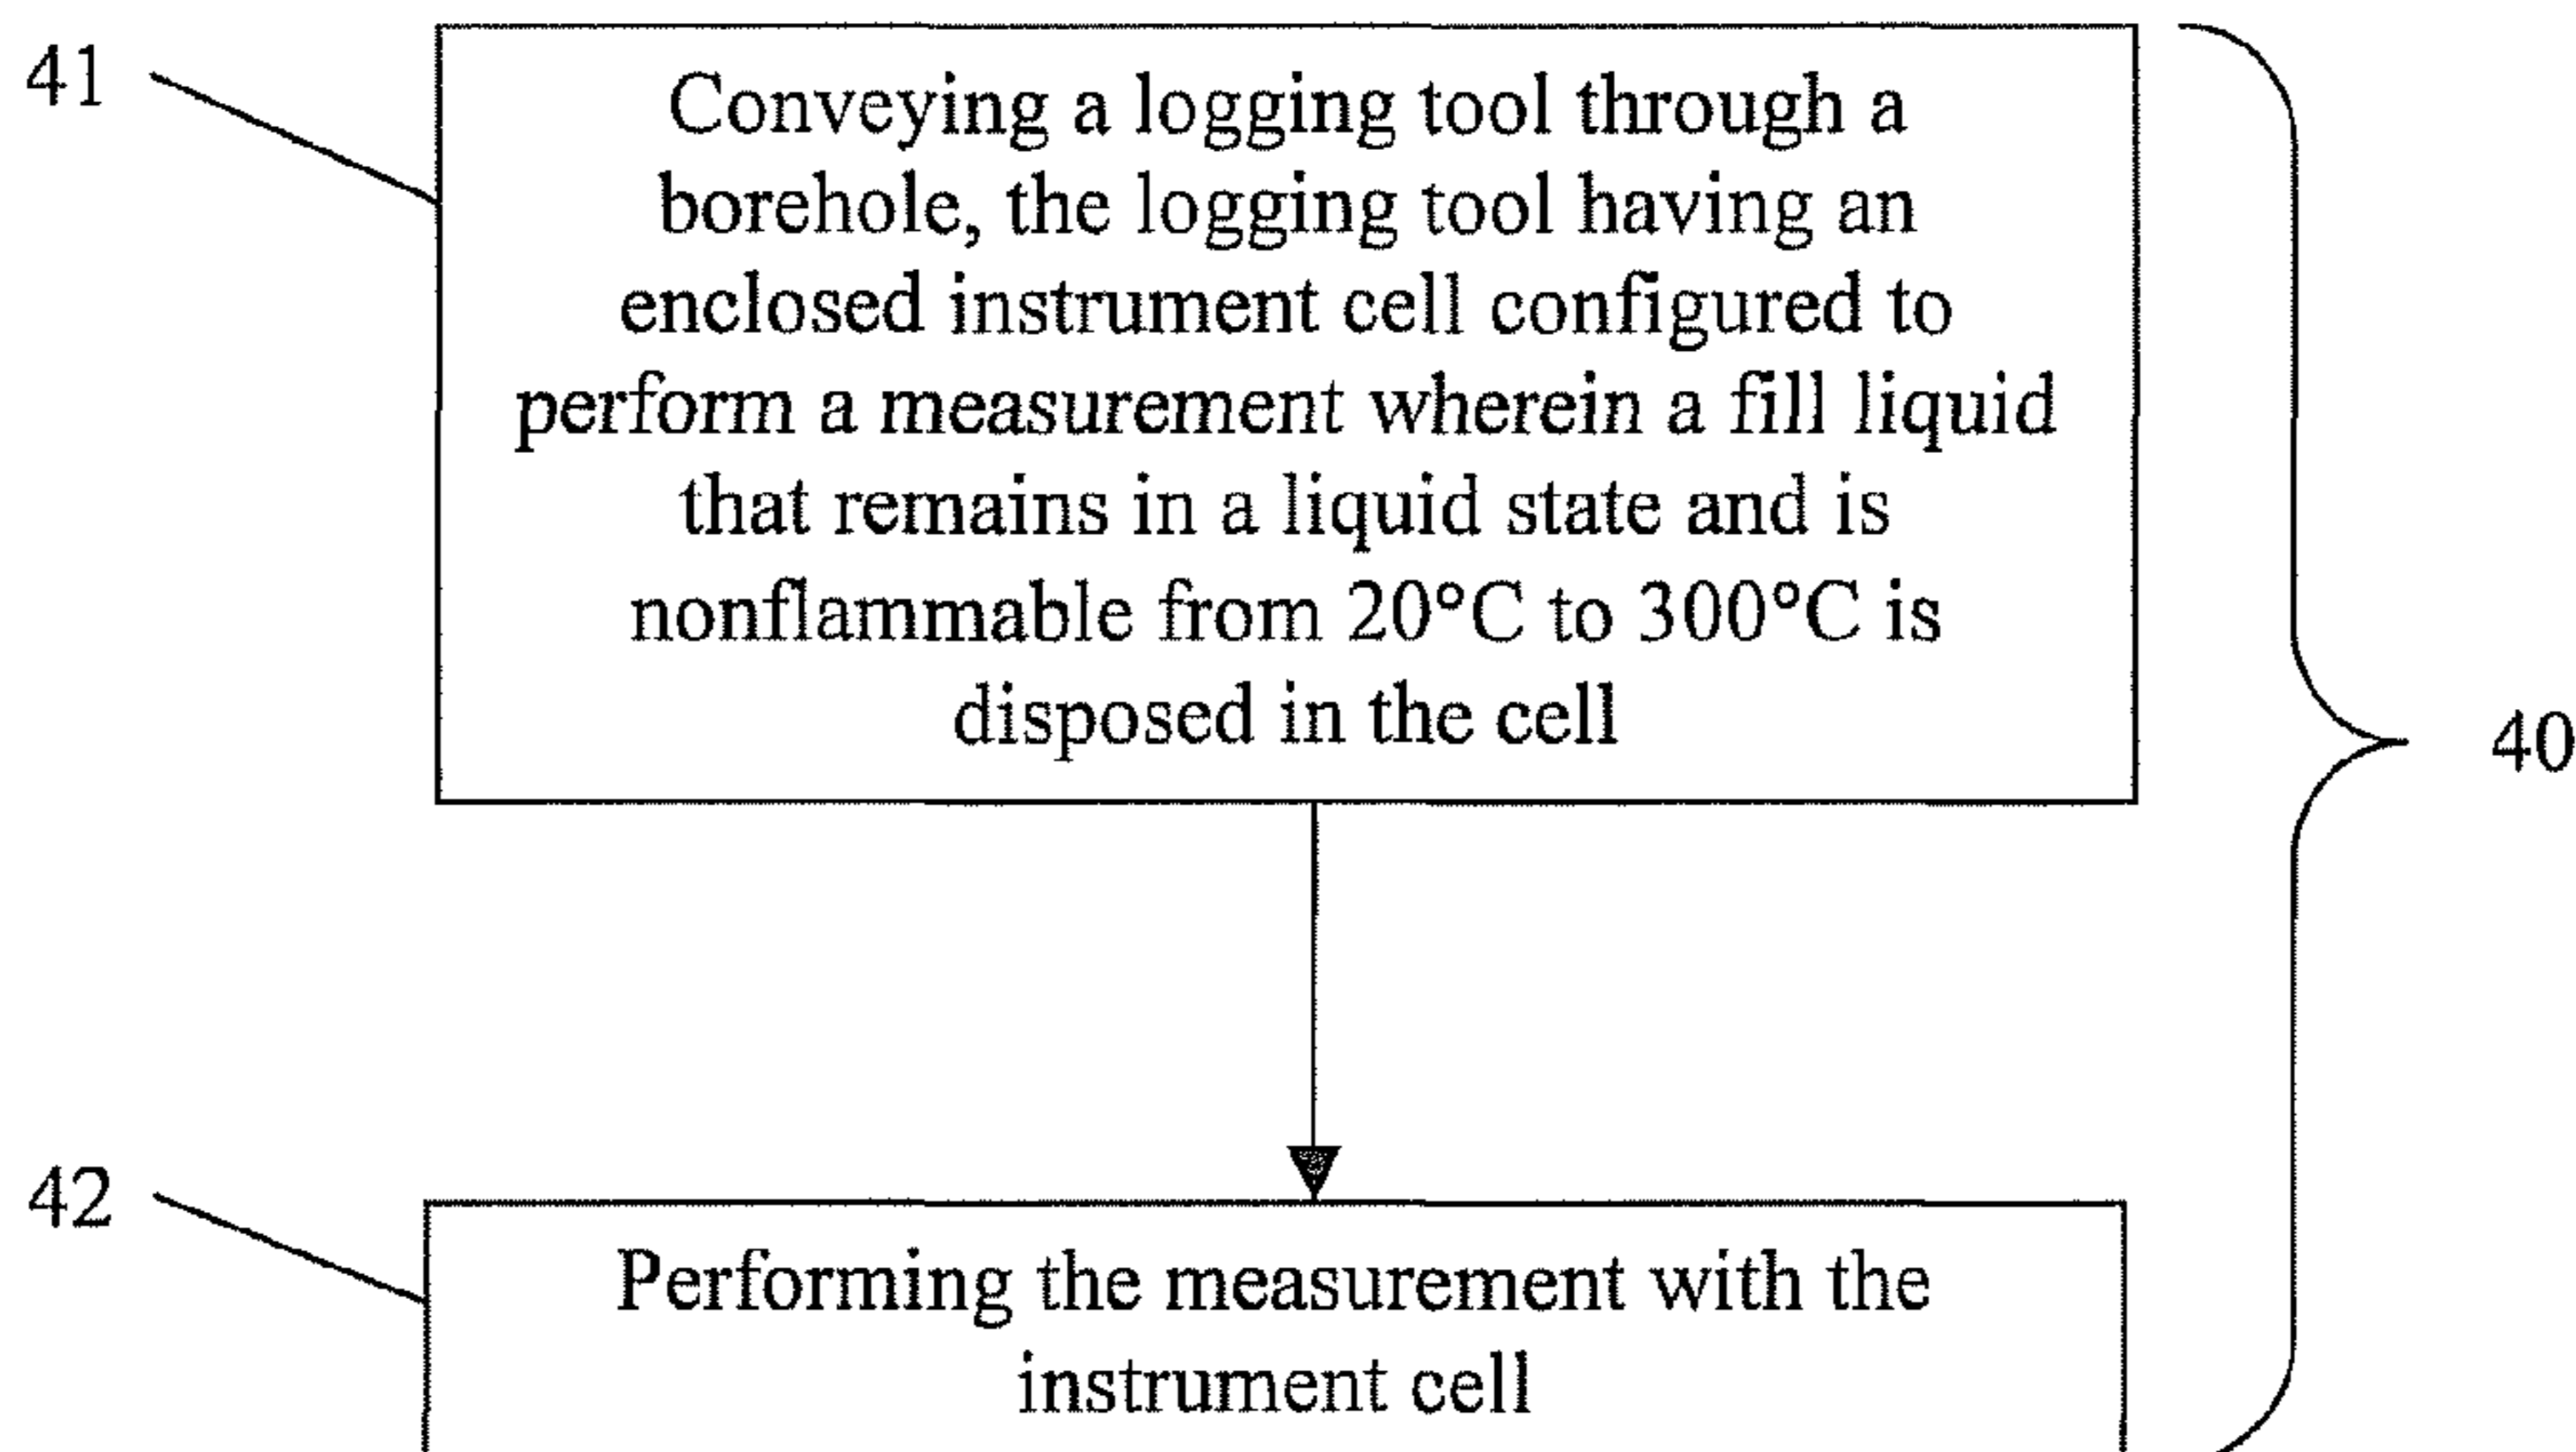 41
Conveying a logging tool through a
borehole, the logging tool having an
enclosed instrument cell configured to
perform a measurement wherein a fill liquid
that remains in a liquid state and is
nonflammable from 20°C to 300°C is
disposed in the cell
40
42
Performing the measurement with the
instrument cell